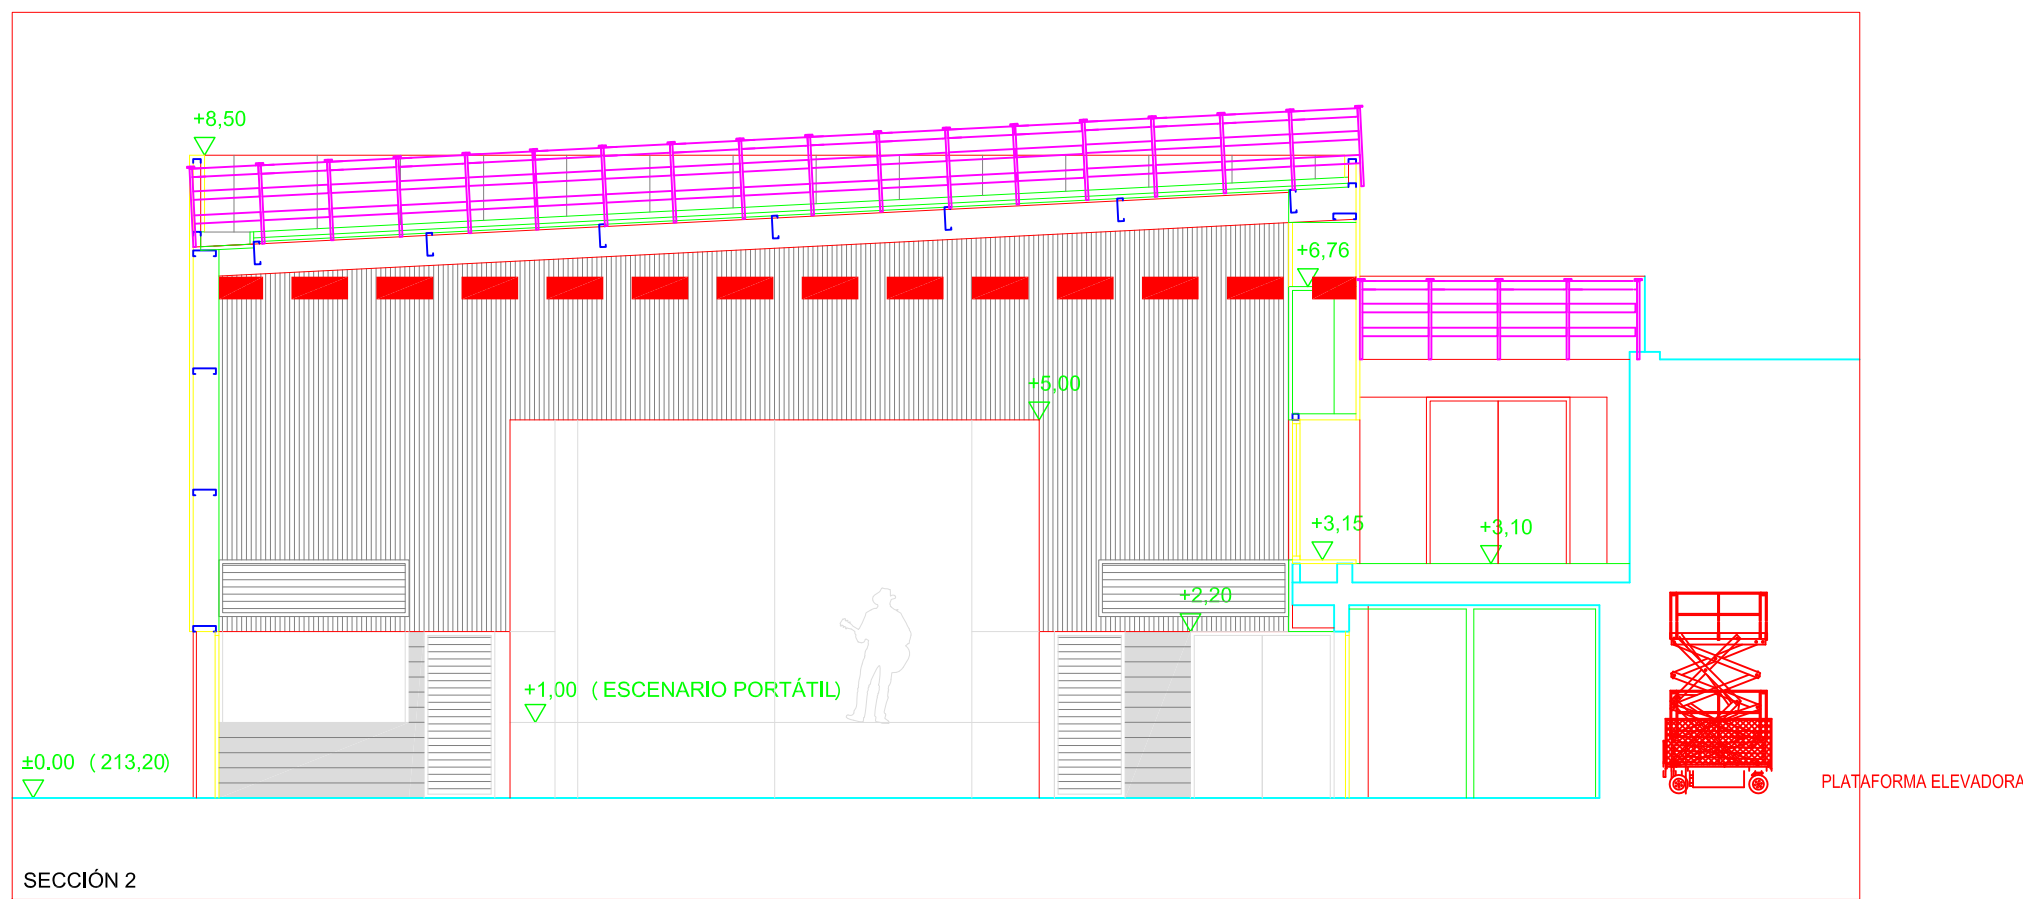 +8,50
+6,76
+5,00
+3,15
+3,10
+2,20
+1,00 (ESCENARIO PORTÁTIL)
±0.00 (213,20)
PLATAFORMA ELEVADORA
SECCIÓN 2